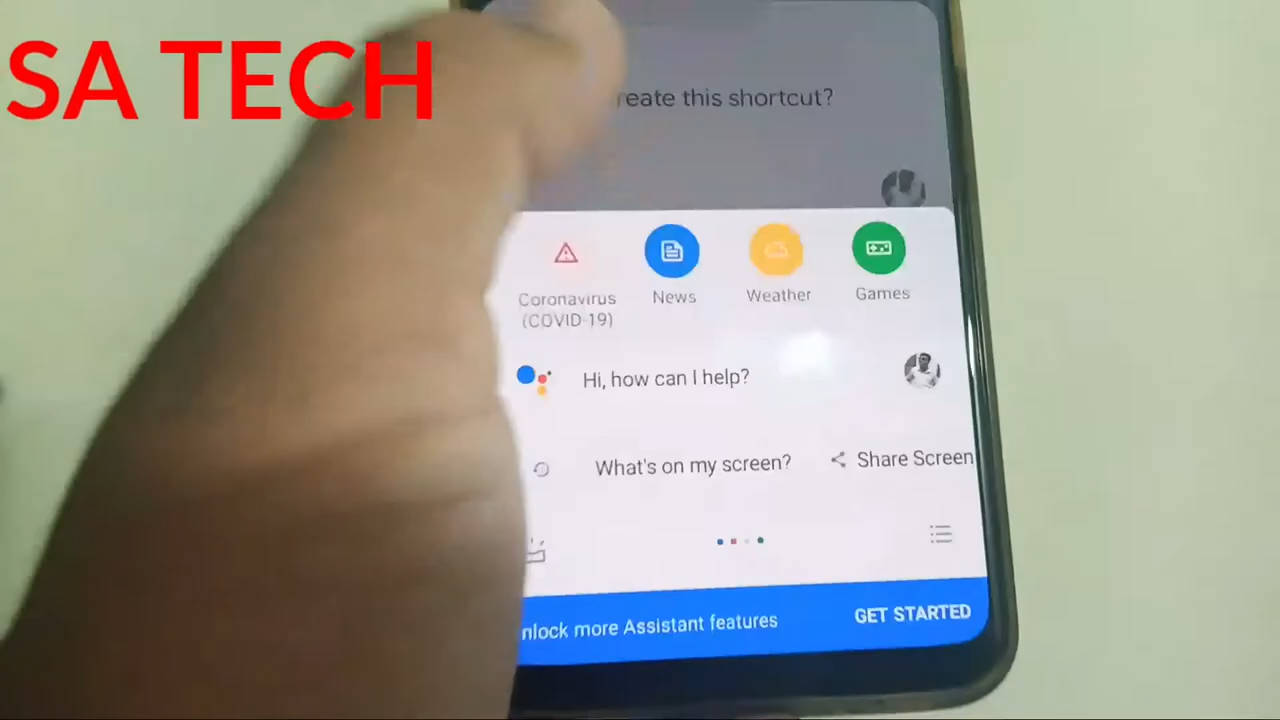 SA TECH
reate this shortcut?
Coronavirus
(COVID-19)
News
Weather
Games
Hi, how can I help?
What's on my screen?
Share Screen
nlock more Assistant features
GET STARTED